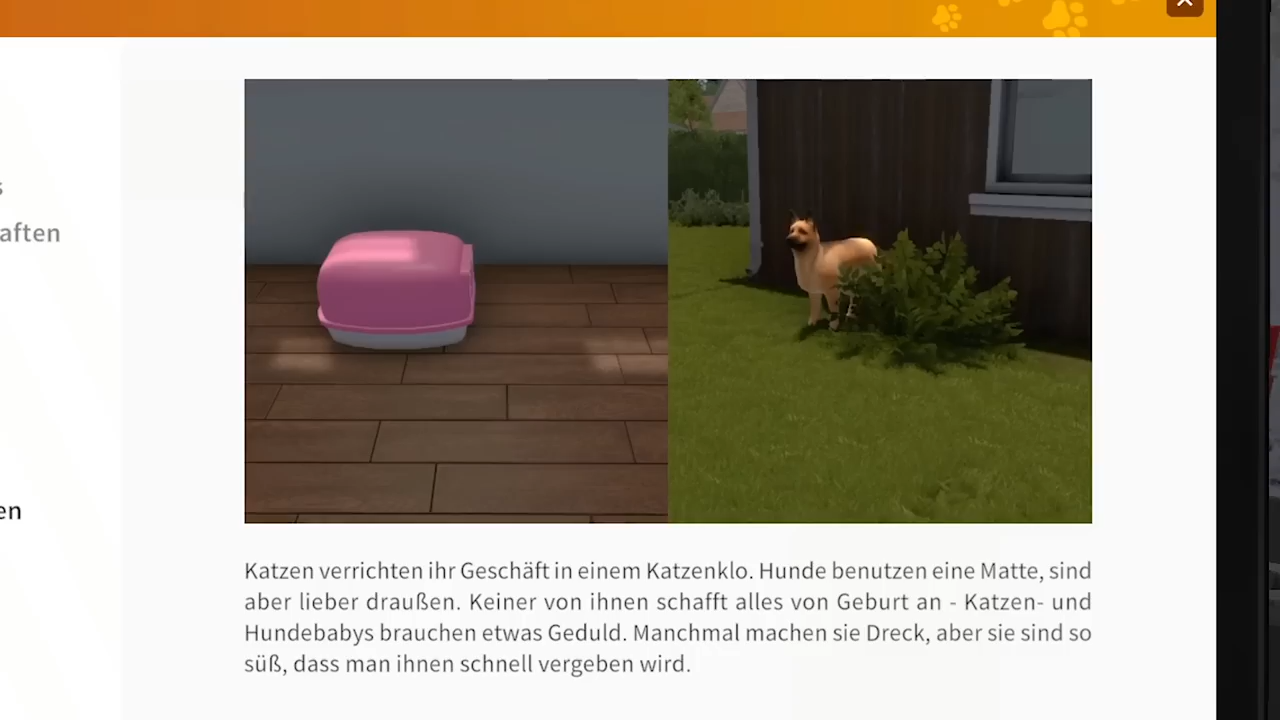 s
aften
en
Katzen verrichten ihr Geschäft in einem Katzenklo. Hunde benutzen eine Matte, sind
aber lieber draußen. Keiner von ihnen schafft alles von Geburt an - Katzen- und
Hundebabys brauchen etwas Geduld. Manchmal machen sie Dreck, aber sie sind so
süß, dass man ihnen schnell vergeben wird.